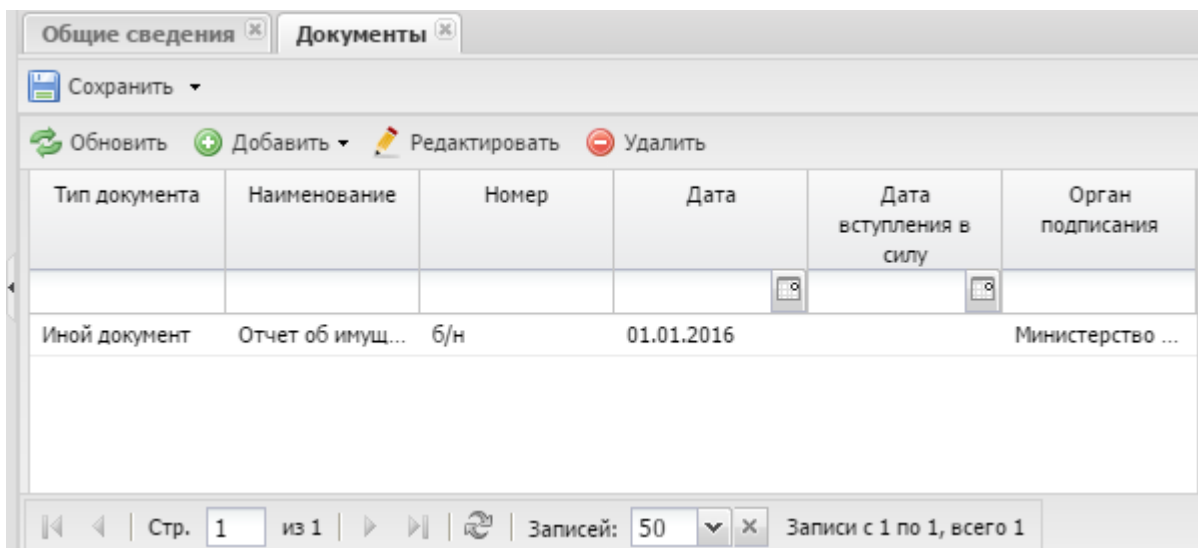 Общие сведения Документы
Сохранить
Обновить Добавить Редактировать Удалить
Тип документа Наименование Номер Дата Дата вступления в силу Орган подписания
Иной документ Отчет об имущ... б/н 01.01.2016 Министерство ...
Стр. 1 из 1 Записей: 50 Записи с 1 по 1, всего 1